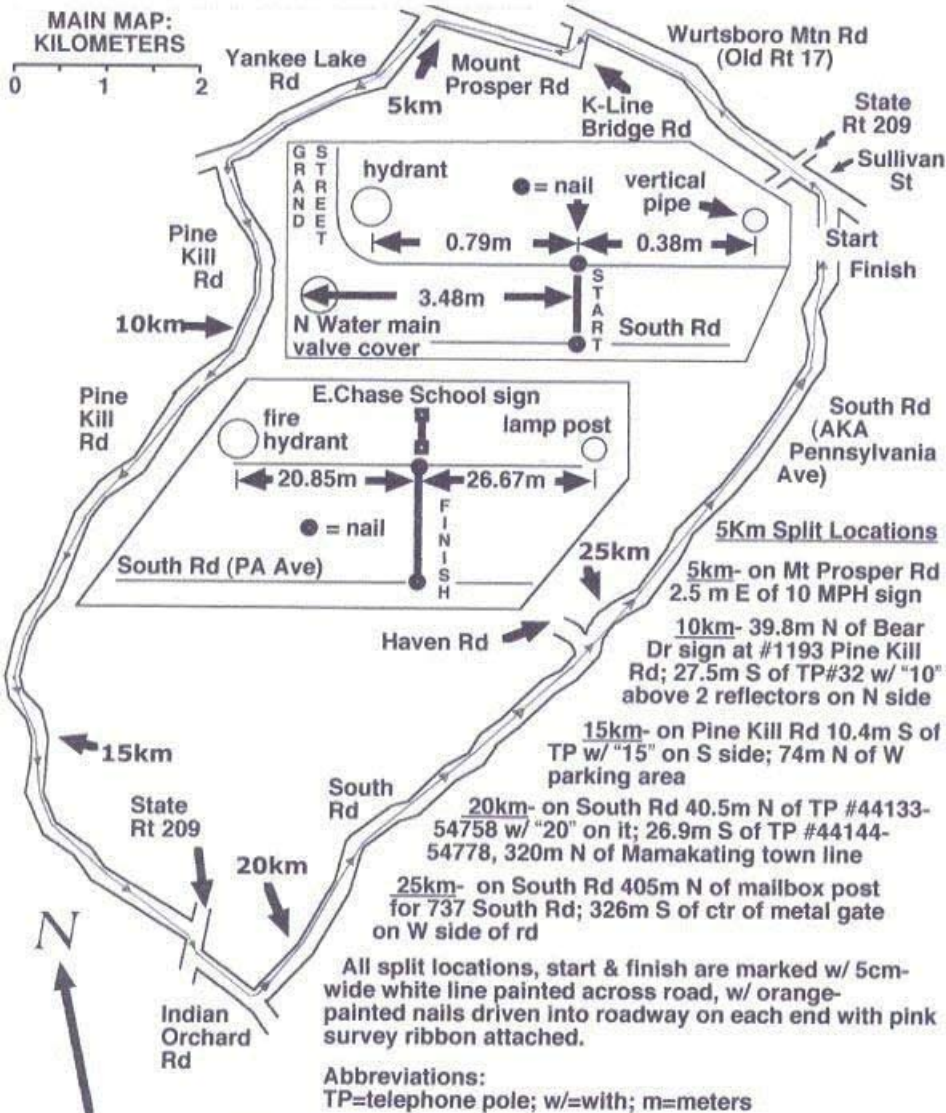 MAIN MAP:
KILOMETERS
0 1 2
Yankee Lake
Rd
5km
Mount
Prosper Rd
K-Line
Bridge Rd
Wurtsboro Mtn Rd
(Old Rt 17)
State
Rt 209
Sullivan
St
Start
Finish
GRAND
STREET
hydrant
= nail
vertical
pipe
0.79m
0.38m
3.48m
START
N Water main
valve cover
South Rd
Pine
Kill
Rd
10km
Pine
Kill
Rd
E.Chase School sign
fire
hydrant
lamp post
20.85m
26.67m
= nail
FINISH
South Rd (PA Ave)
South Rd
(AKA
Pennsylvania
Ave)
25km
Haven Rd
15km
State
Rt 209
20km
South
Rd
N
Indian
Orchard
Rd
5Km Split Locations
5km- on Mt Prosper Rd
2.5 m E of 10 MPH sign
10km- 39.8m N of Bear
Dr sign at #1193 Pine Kill
Rd; 27.5m S of TP#32 w/ "10"
above 2 reflectors on N side
15km- on Pine Kill Rd 10.4m S of
TP w/ "15" on S side; 74m N of W
parking area
20km- on South Rd 40.5m N of TP #44133-
54758 w/ "20" on it; 26.9m S of TP #44144-
54778, 320m N of Mamakating town line
25km- on South Rd 405m N of mailbox post
for 737 South Rd; 326m S of ctr of metal gate
on W side of rd
All split locations, start & finish are marked w/ 5cm-
wide white line painted across road, w/ orange-
painted nails driven into roadway on each end with pink
survey ribbon attached.
Abbreviations:
TP=telephone pole; w/=with; m=meters